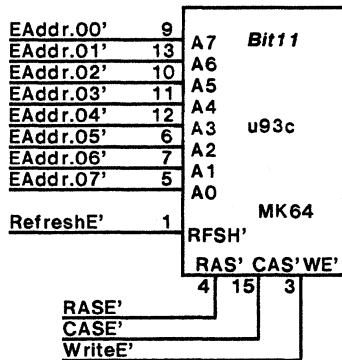 EAddr.00' 9 A7 Bit11
EAddr.01' 13 A6
EAddr.02' 10 A5
EAddr.03' 11 A4
EAddr.04' 12 A3 u93c
EAddr.05' 6 A2
EAddr.06' 7 A1
EAddr.07' 5 A0
MK64
RefreshE' 1 RFSH'
RAS' CAS' WE'
4 15 3
RASE'
CASE'
WriteE'